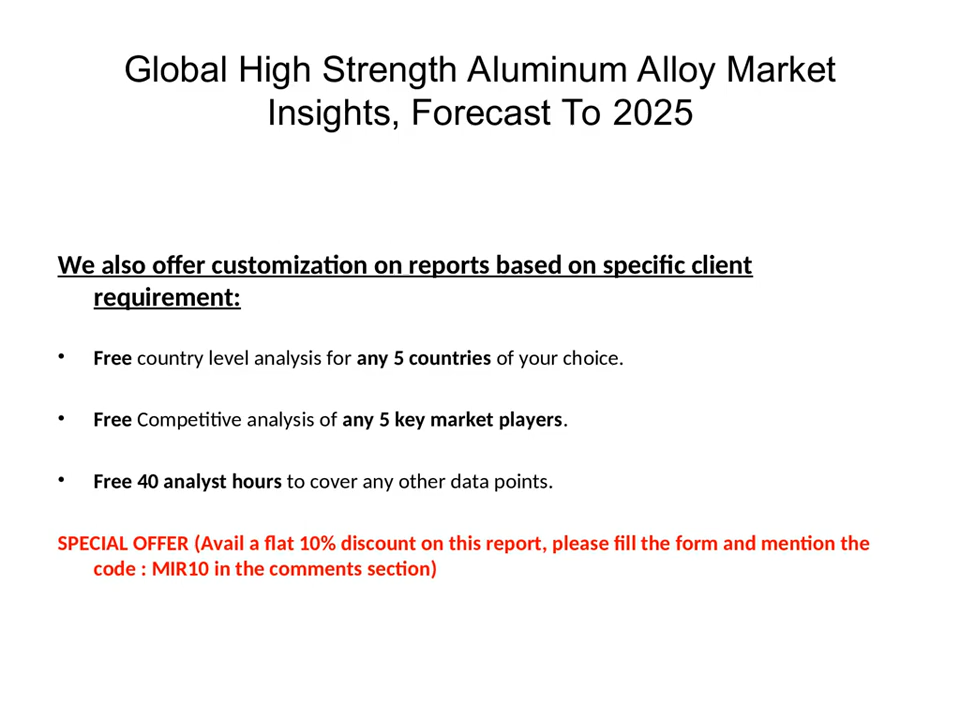 Global High Strength Aluminum Alloy Market
Insights, Forecast To 2025
We also offer customization on reports based on specific client
requirement:
• Free country level analysis for any 5 countries of your choice.
• Free Competitive analysis of any 5 key market players.
• Free 40 analyst hours to cover any other data points.
SPECIAL OFFER (Avail a flat 10% discount on this report, please fill the form and mention the
code : MIR10 in the comments section)